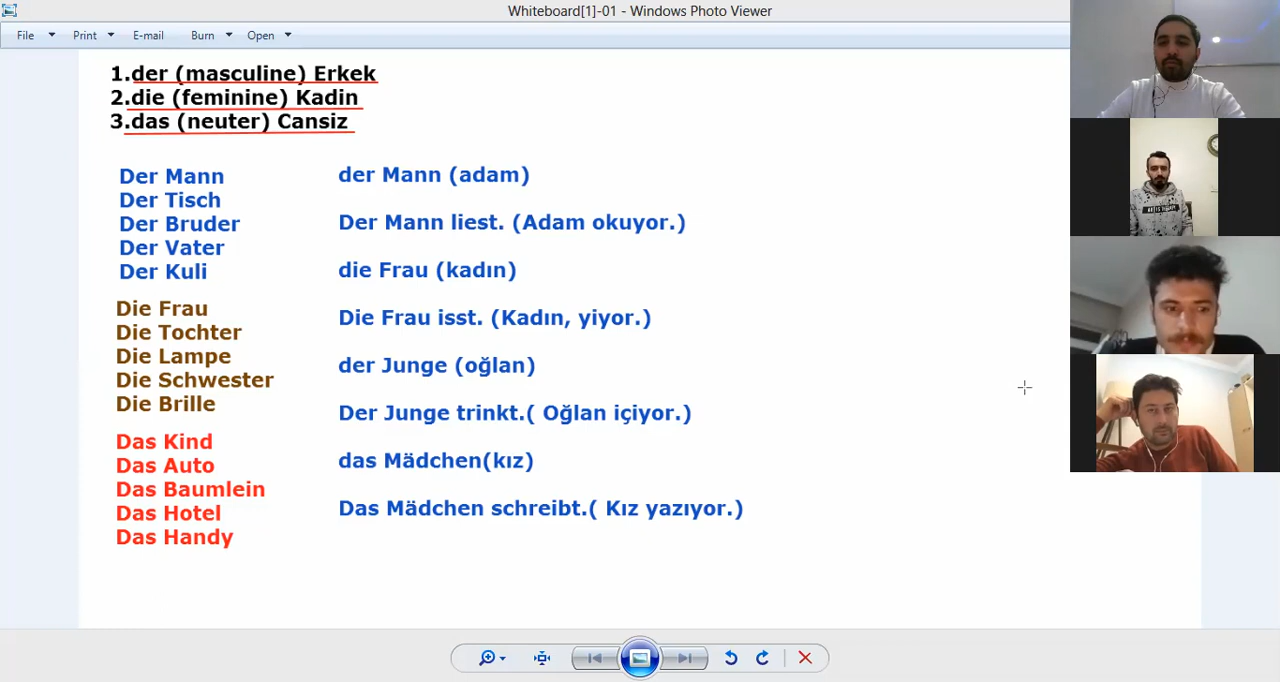 Whiteboard[1]-01 - Windows Photo Viewer
File Print E-mail Burn Open
1.der (masculine) Erkek
2.die (feminine) Kadin
3.das (neuter) Cansiz
Der Mann
Der Tisch
Der Bruder
Der Vater
Der Kuli
Die Frau
Die Tochter
Die Lampe
Die Schwester
Die Brille
Das Kind
Das Auto
Das Baumlein
Das Hotel
Das Handy
der Mann (adam)
Der Mann liest. (Adam okuyor.)
die Frau (kadın)
Die Frau isst. (Kadın, yiyor.)
der Junge (oğlan)
Der Junge trinkt.( Oğlan içiyor.)
das Mädchen(kız)
Das Mädchen schreibt.( Kız yazıyor.)